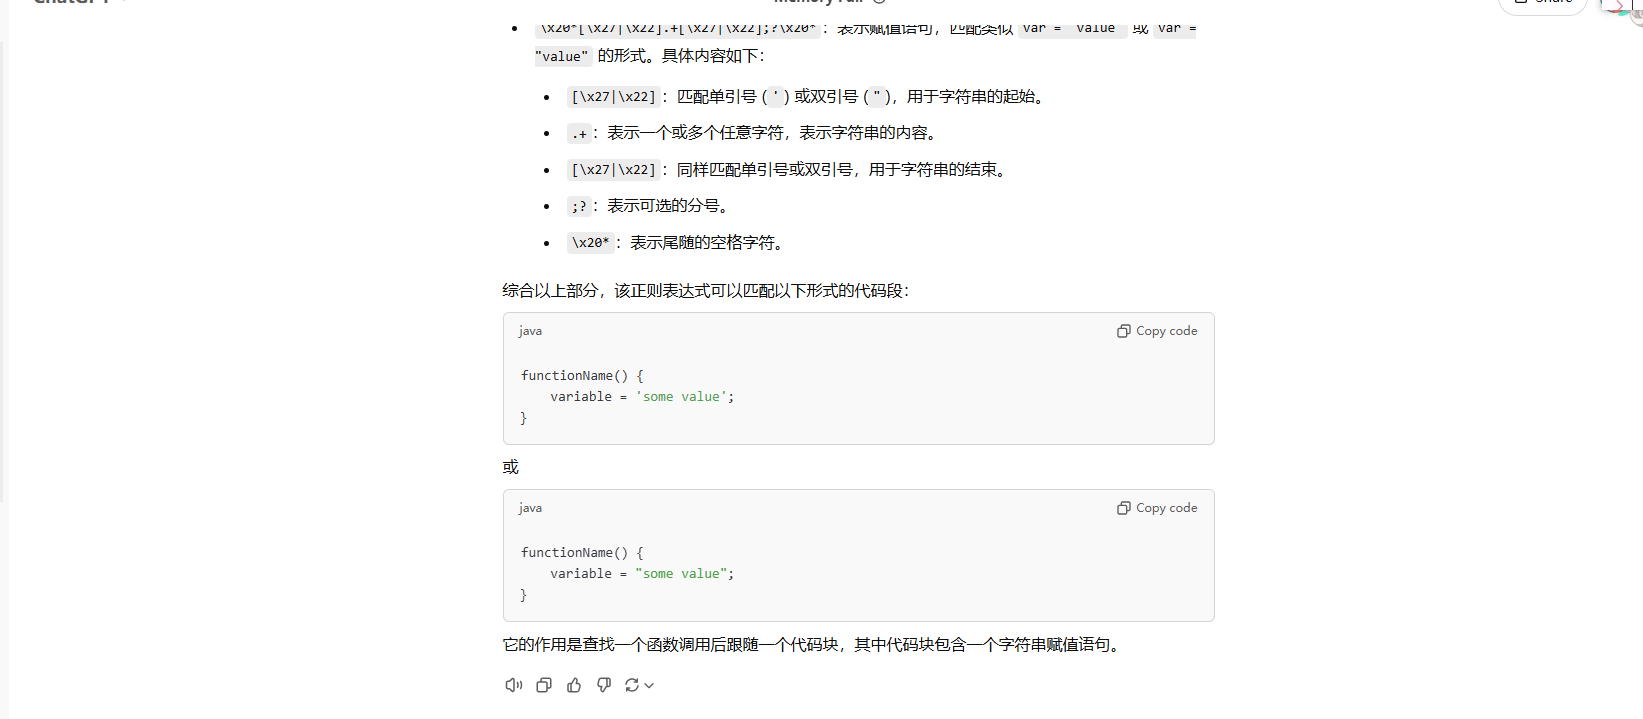 \x20*[\x27|\x22].+[\x27|\x22];?\x20*：表示赋值语句，匹配类似 var = 'value' 或 var =
"value" 的形式。具体内容如下：
[\x27|\x22]：匹配单引号 (') 或双引号 (")，用于字符串的起始。
.+：表示一个或多个任意字符，表示字符串的内容。
[\x27|\x22]：同样匹配单引号或双引号，用于字符串的结束。
;?：表示可选的分号。
\x20*：表示尾随的空格字符。
综合以上部分，该正则表达式可以匹配以下形式的代码段：
java Copy code
functionName() {
variable = 'some value';
}
或
java Copy code
functionName() {
variable = "some value";
}
它的作用是查找一个函数调用后跟随一个代码块，其中代码块包含一个字符串赋值语句。